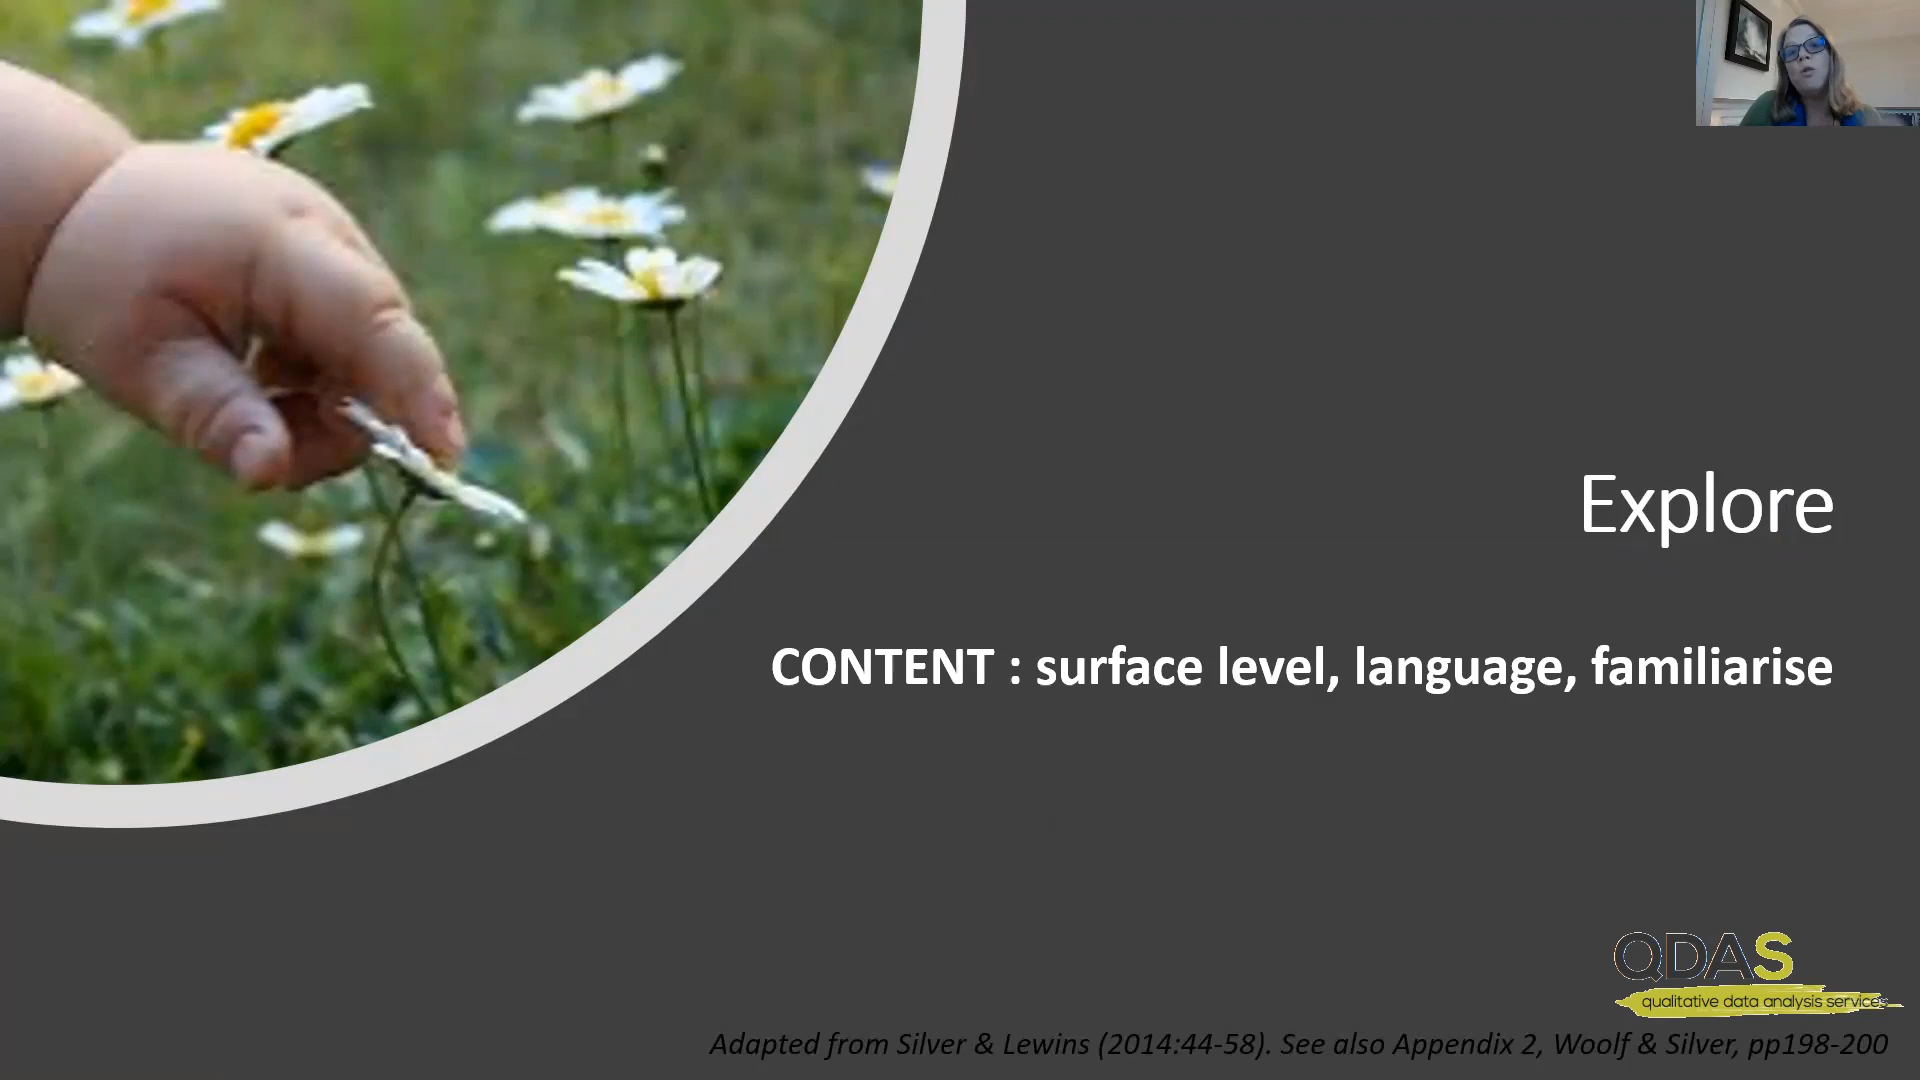 Explore
CONTENT : surface level, language, familiarise
QDAS
qualitative data analysis services
Adapted from Silver & Lewins (2014:44-58). See also Appendix 2, Woolf & Silver, pp198-200